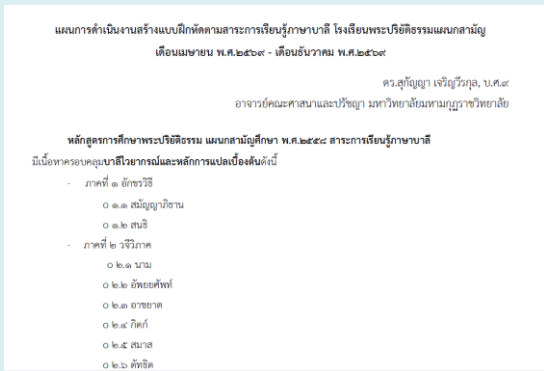 แผนการดำเนินงานสร้างแบบฝึกหัดตามสาระการเรียนรู้ภาษาบาลี โรงเรียนพระปริยัติธรรมแผนกสามัญ
เดือนเมษายน พ.ศ.๒๕๖๙ - เดือนธันวาคม พ.ศ.๒๕๖๙
ดร.สุกัญญา เจริญวีรกุล, บ.ศ.๙
อาจารย์คณะศาสนาและปรัชญา มหาวิทยาลัยมหามกุฏราชวิทยาลัย
หลักสูตรการศึกษาพระปริยัติธรรม แผนกสามัญศึกษา พ.ศ.๒๕๕๘ สาระการเรียนรู้ภาษาบาลี
มีเนื้อหาครอบคลุมบาลีไวยากรณ์และหลักการแปลเบื้องต้นดังนี้
- ภาคที่ ๑ อักขรวิธี
o ๑.๑ สมัญญาภิธาน
o ๑.๒ สนธิ
- ภาคที่ ๒ วจีวิภาค
o ๒.๑ นาม
o ๒.๒ อัพยยศัพท์
o ๒.๓ อาขยาต
o ๒.๔ กิตก์
o ๒.๕ สมาส
o ๒.๖ ตัทธิต